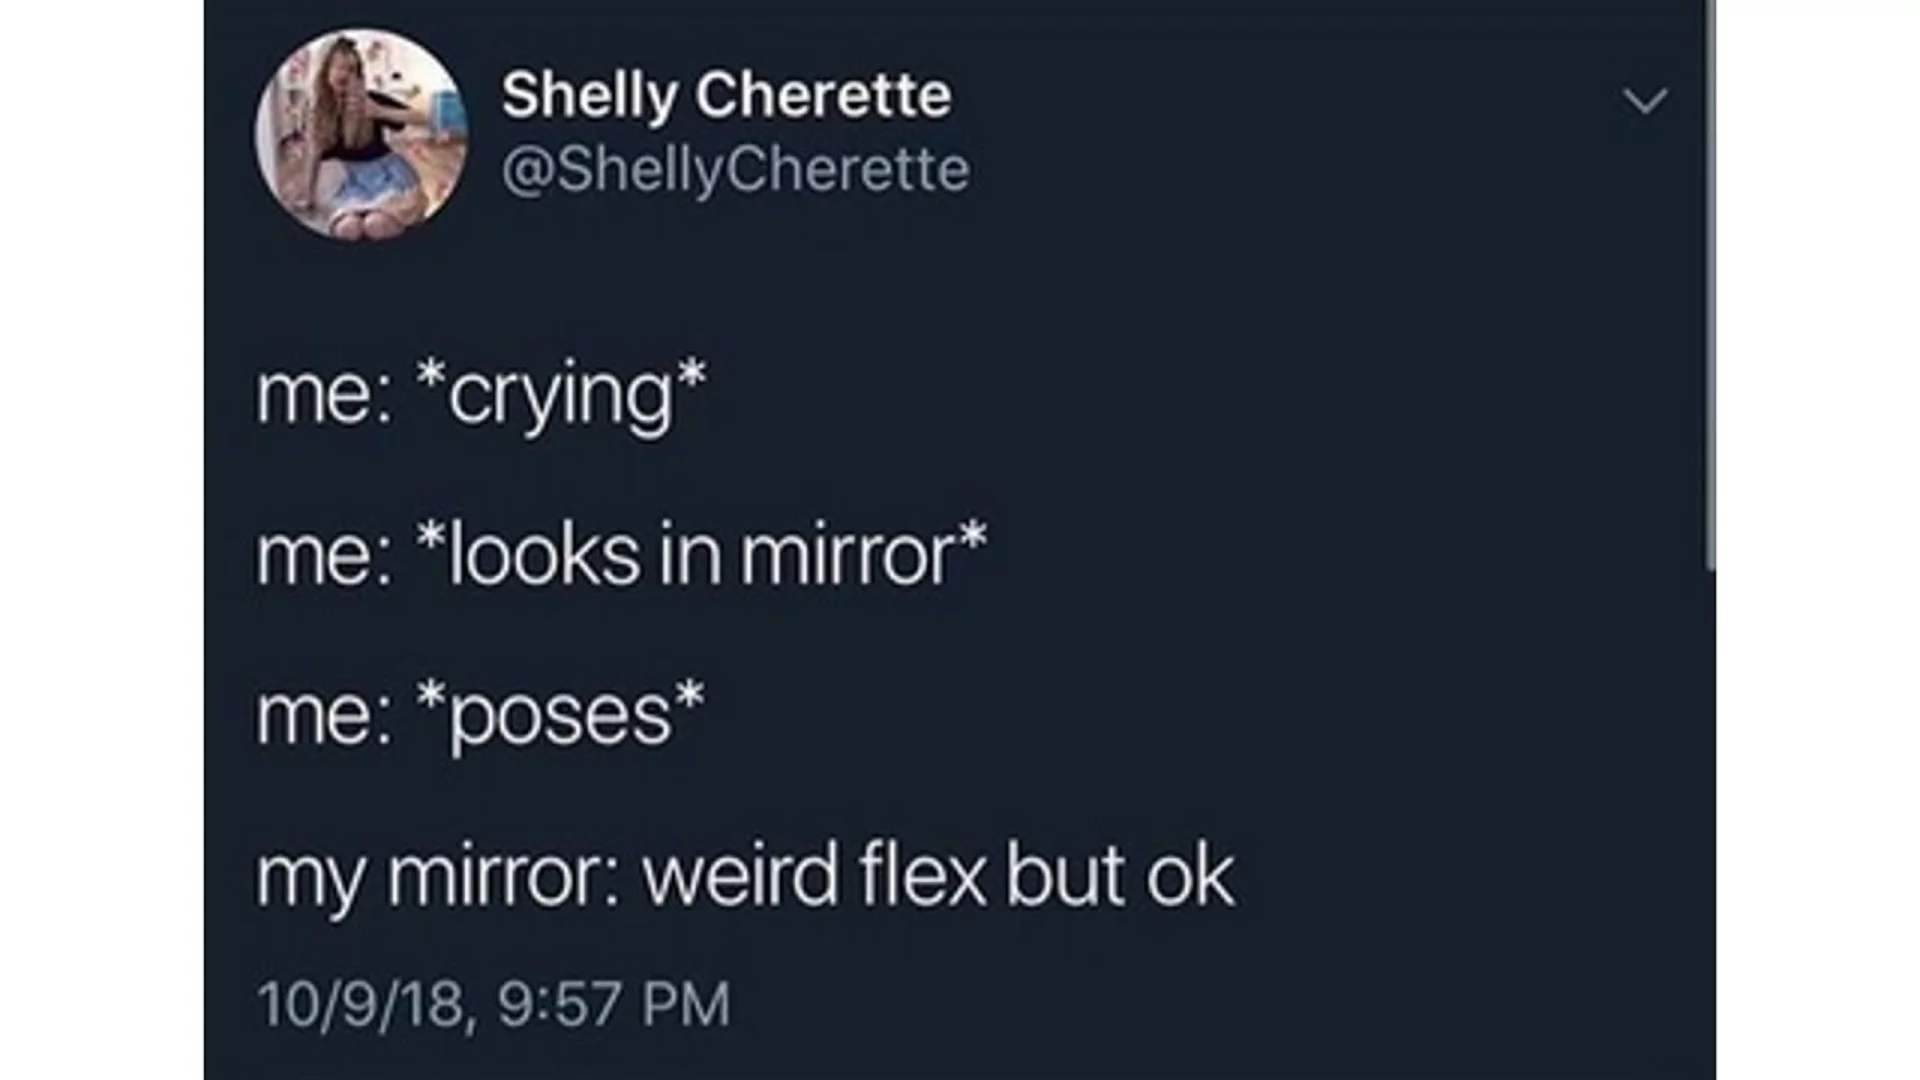 Shelly Cherette
@ShellyCherette
me: *crying*
me: *looks in mirror*
me: *poses*
my mirror: weird flex but ok
10/9/18, 9:57 PM